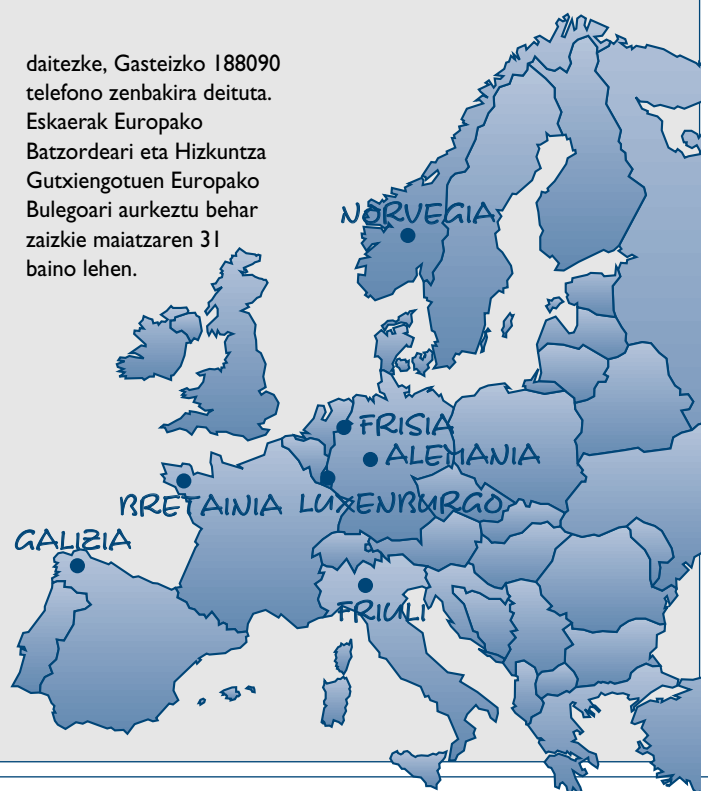 daitezke, Gasteizko 188090
telefono zenbakira deituta.
Eskaerak Europako
Batzordeari eta Hizkuntza
Gutxiengotuen Europako
Bulegoari aurkeztu behar
zaizkie maiatzaren 31
baino lehen.
NORVEGIA
FRISIA
ALEMANIA
BRETAINIA LUXENBURGO
GALIZIA
FRIULI